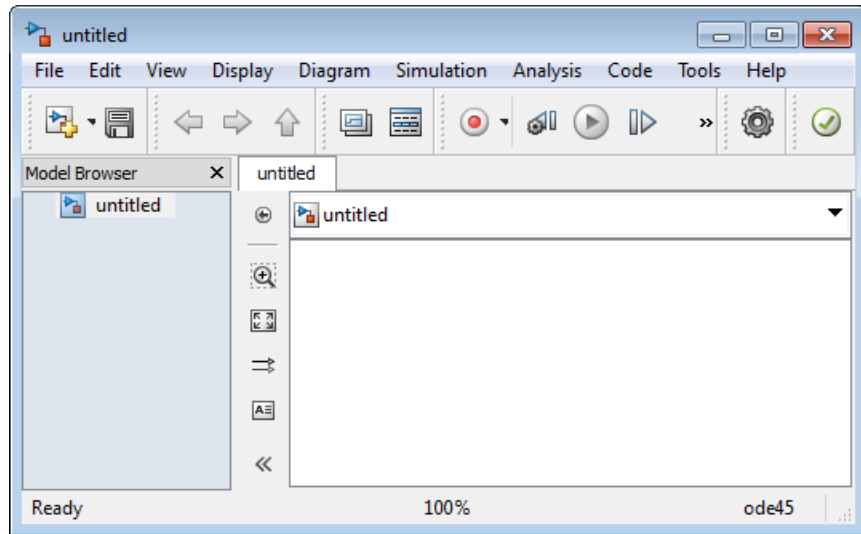 untitled
File Edit View Display Diagram Simulation Analysis Code Tools Help
Model Browser
untitled
untitled
untitled
Ready 100% ode45